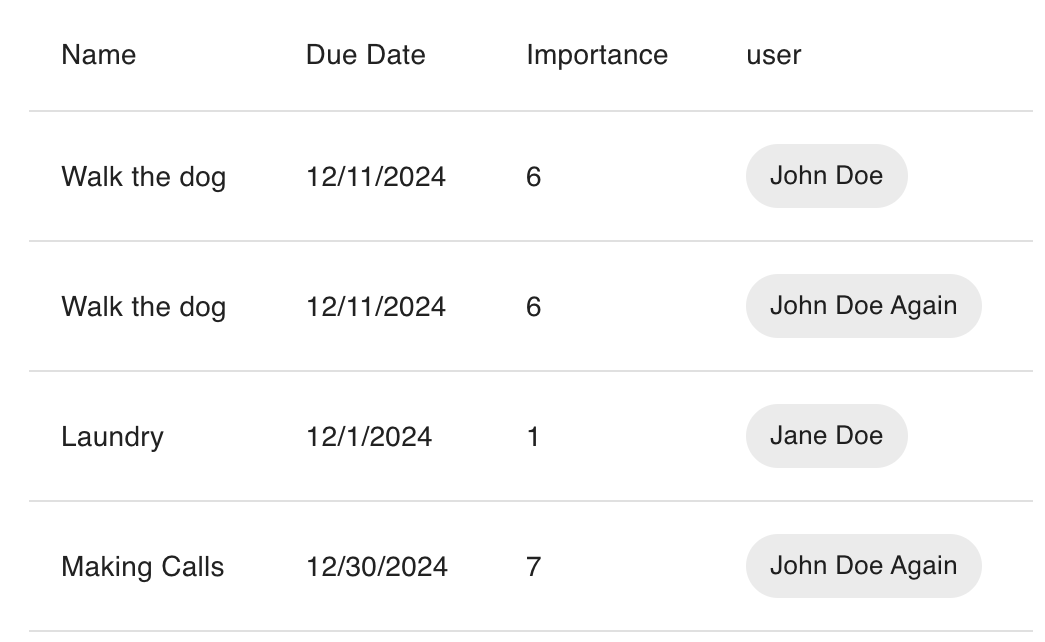 Name Due Date Importance user
Walk the dog 12/11/2024 6 John Doe
Walk the dog 12/11/2024 6 John Doe Again
Laundry 12/1/2024 1 Jane Doe
Making Calls 12/30/2024 7 John Doe Again